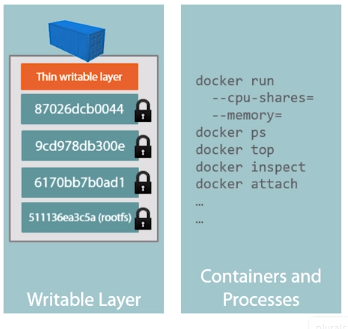 Thin writable layer
87026dcb0044
9cd978db300e
6170bb7b0ad1
511136ea3c5a (rootfs)
Writable Layer
docker run
--cpu-shares=
--memory=
docker ps
docker top
docker inspect
docker attach
…
…
Containers and
Processes